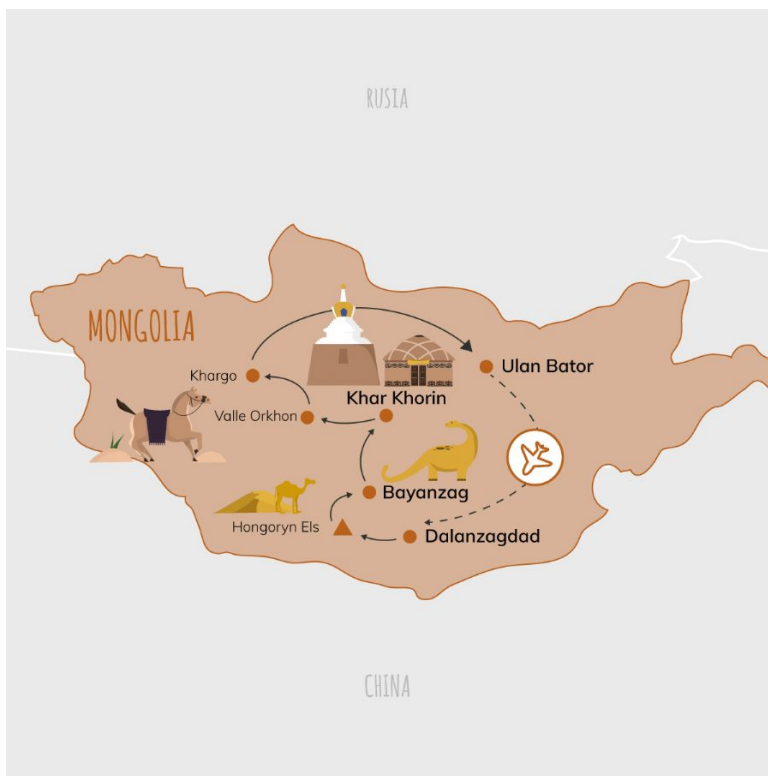 RUSIA
MONGOLIA
Khargo
Ulan Bator
Khar Khorin
Valle Orkhon
Bayanzag
Hongoryn Els
Dalanzagdad
CHINA